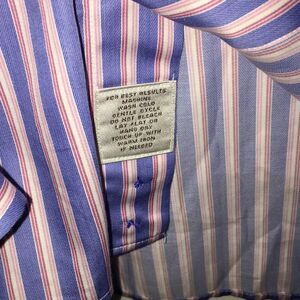 FOR BEST RESULTS
MACHINE
WASH COLD
GENTLE CYCLE
DO NOT BLEACH
LAY FLAT OR
HANG DRY
TOUCH UP WITH
WARM IRON
IF NEEDED